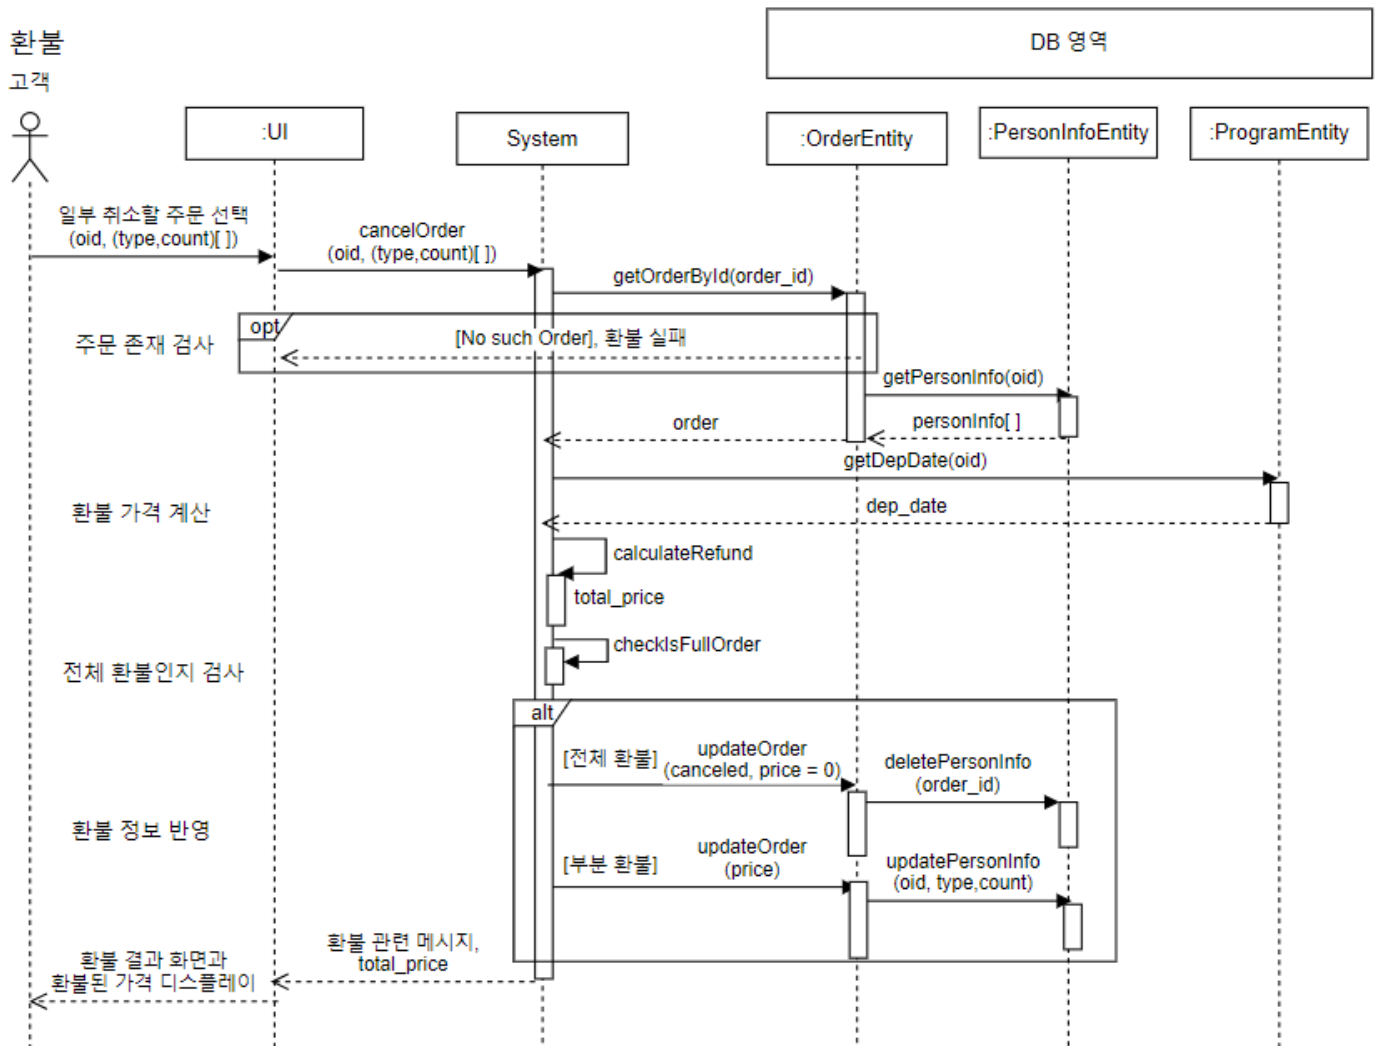 환불
고객
DB 영역
:UI
System
:OrderEntity
:PersonInfoEntity
:ProgramEntity
일부 취소할 주문 선택
(oid, (type,count)[ ])
cancelOrder
(oid, (type,count)[ ])
getOrderById(order_id)
opt
주문 존재 검사
[No such Order], 환불 실패
getPersonInfo(oid)
personInfo[ ]
order
getDepDate(oid)
환불 가격 계산
dep_date
calculateRefund
total_price
checkIsFullOrder
전체 환불인지 검사
alt
[전체 환불]
updateOrder
(canceled, price = 0)
deletePersonInfo
(order_id)
환불 정보 반영
[부분 환불]
updateOrder
(price)
updatePersonInfo
(oid, type,count)
환불 관련 메시지,
total_price
환불 결과 화면과
환불된 가격 디스플레이